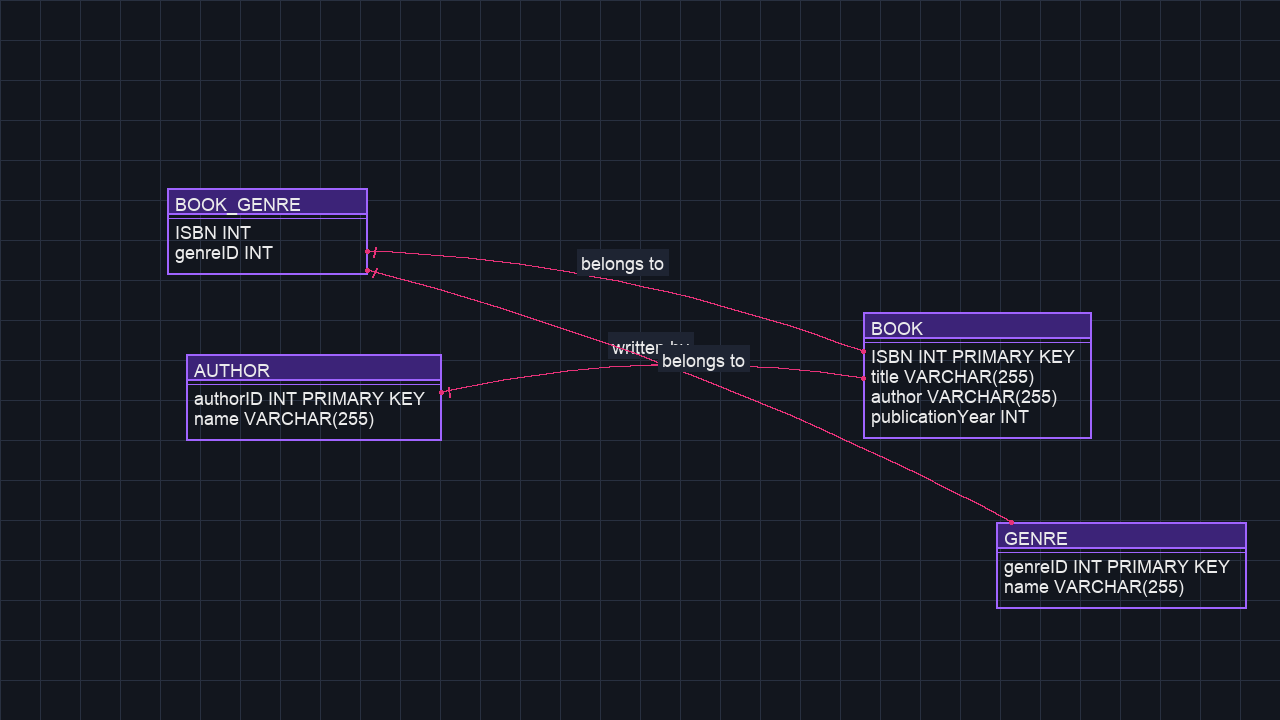 BOOK_GENRE
ISBN INT
genreID INT
belongs to
BOOK
ISBN INT PRIMARY KEY
title VARCHAR(255)
author VARCHAR(255)
publicationYear INT
written by
belongs to
AUTHOR
authorID INT PRIMARY KEY
name VARCHAR(255)
GENRE
genreID INT PRIMARY KEY
name VARCHAR(255)